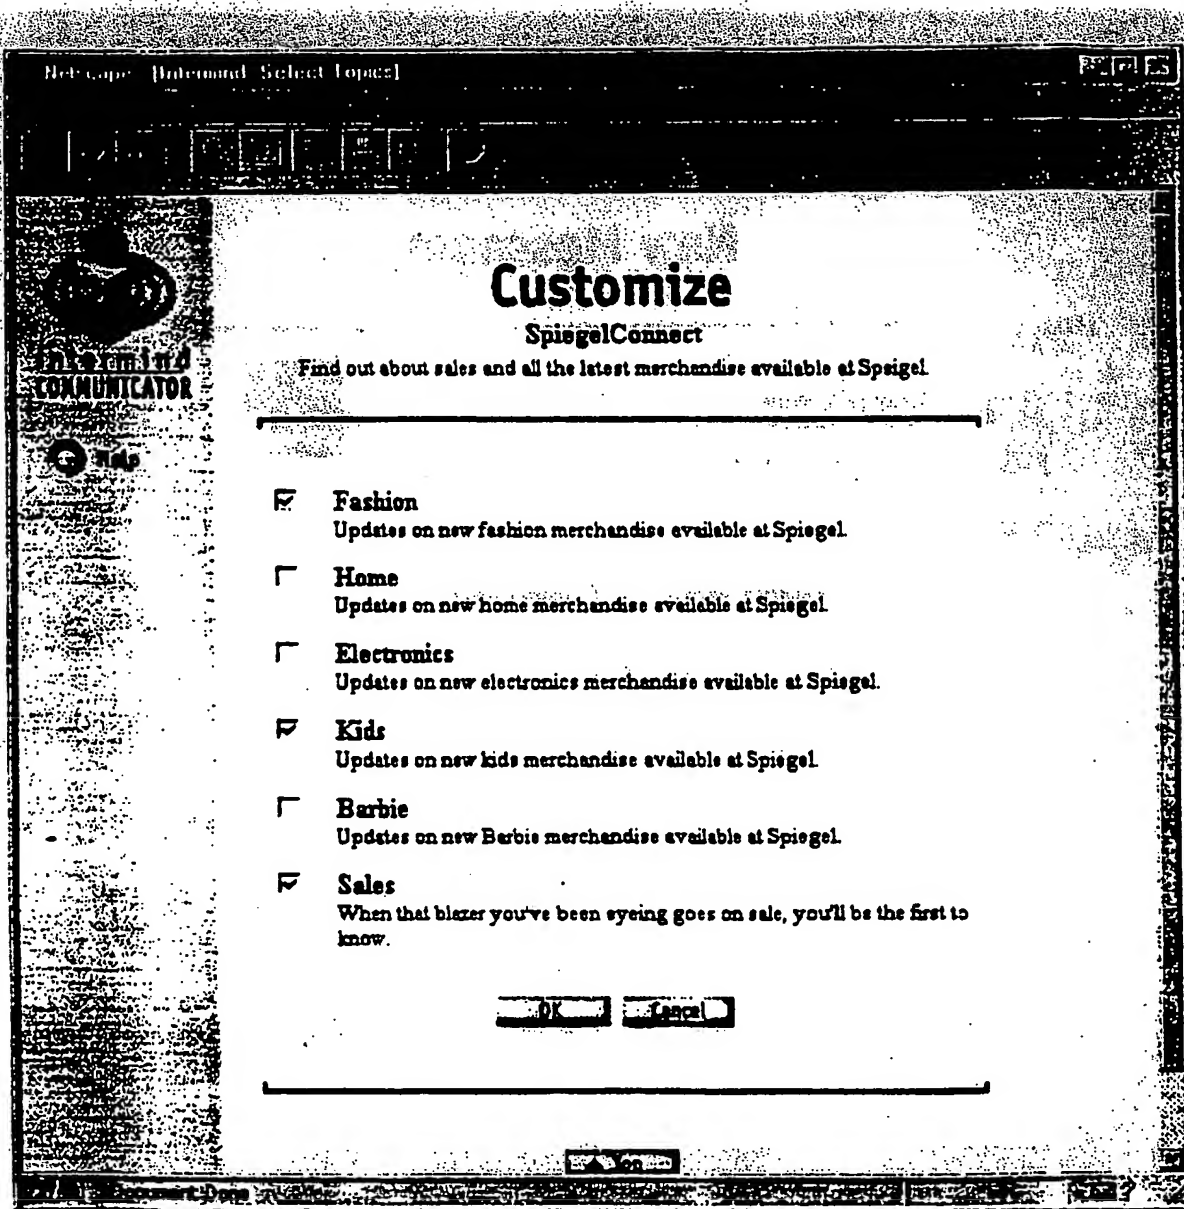 Netscape [Intermind Select Topics]
intermind
COMMUNICATOR
Help
Customize
SpiegelConnect
Find out about sales and all the latest merchandise available at Speigel.
Fashion
Updates on new fashion merchandise available at Spiegel.
Home
Updates on new home merchandise available at Spiegel.
Electronics
Updates on new electronics merchandise available at Spiegel.
Kids
Updates on new kids merchandise available at Spiegel.
Barbie
Updates on new Barbie merchandise available at Spiegel.
Sales
When that blazer you've been eyeing goes on sale, you'll be the first to
know.
OK Cancel
Document Done